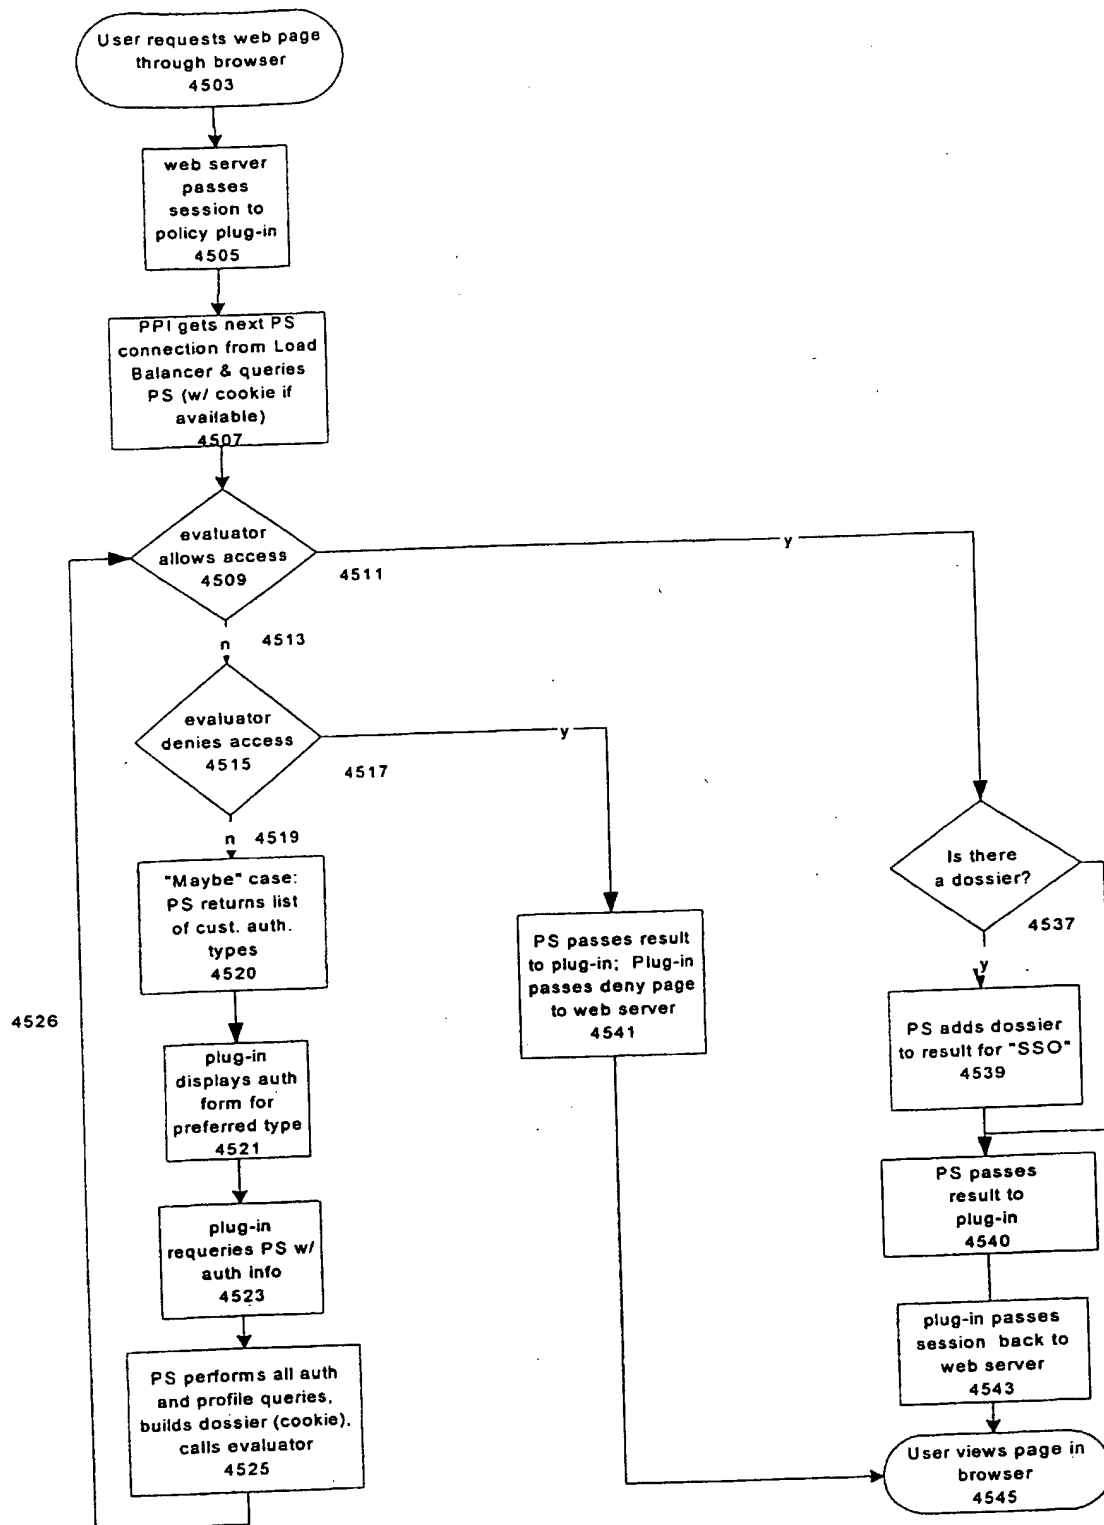 User requests web page
through browser
4503
web server
passes
session to
policy plug-in
4505
PPI gets next PS
connection from Load
Balancer & queries
PS (w/ cookie if
available)
4507
evaluator
allows access
4509
4511
y
n
4513
evaluator
denies access
4515
4517
y
n
4519
"Maybe" case:
PS returns list
of cust. auth.
types
4520
plug-in
displays auth
form for
preferred type
4521
plug-in
requeries PS w/
auth info
4523
PS performs all auth
and profile queries,
builds dossier (cookie),
calls evaluator
4525
4526
PS passes result
to plug-in; Plug-in
passes deny page
to web server
4541
Is there
a dossier?
4537
y
PS adds dossier
to result for "SSO"
4539
PS passes
result to
plug-in
4540
plug-in passes
session back to
web server
4543
User views page in
browser
4545